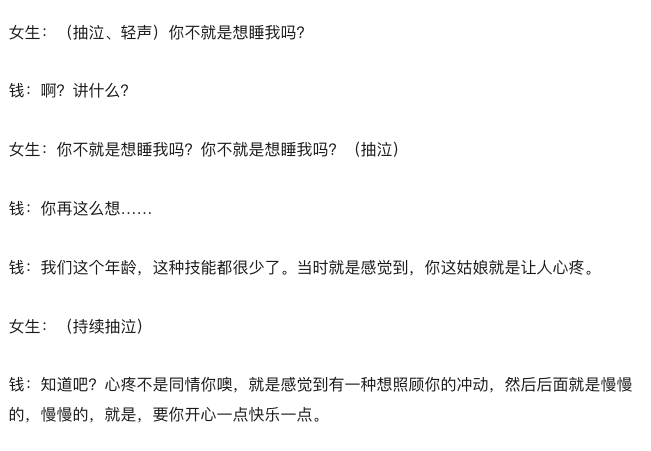 女生：（抽泣、轻声）你不就是想睡我吗？
钱：啊？讲什么？
女生：你不就是想睡我吗？你不就是想睡我吗？（抽泣）
钱：你再这么想……
钱：我们这个年龄，这种技能都很少了。当时就是感觉到，你这姑娘就是让人心疼。
女生：（持续抽泣）
钱：知道吧？心疼不是同情你噢，就是感觉到有一种想照顾你的冲动，然后后面就是慢慢
的，慢慢的，就是，要你开心一点快乐一点。